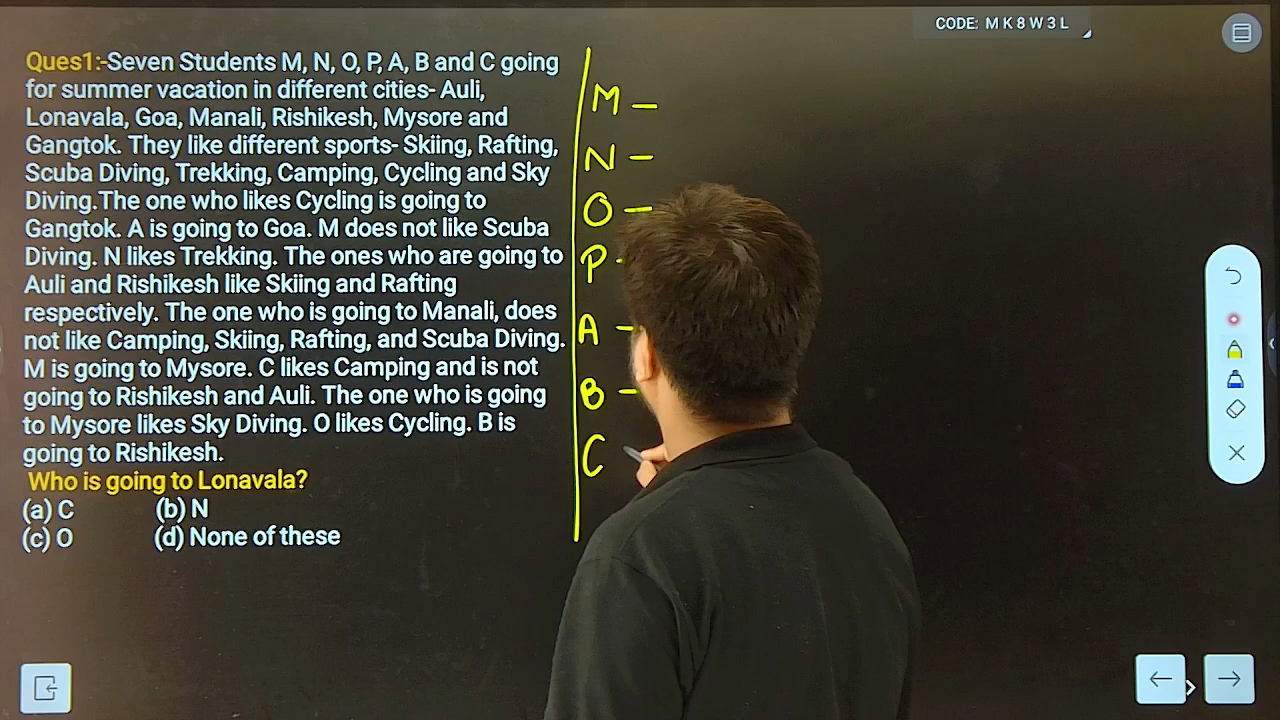 CODE: M K 8 W 3 L
Ques1:-Seven Students M, N, O, P, A, B and C going
for summer vacation in different cities- Auli,
Lonavala, Goa, Manali, Rishikesh, Mysore and
Gangtok. They like different sports- Skiing, Rafting,
Scuba Diving, Trekking, Camping, Cycling and Sky
Diving.The one who likes Cycling is going to
Gangtok. A is going to Goa. M does not like Scuba
Diving. N likes Trekking. The ones who are going to
Auli and Rishikesh like Skiing and Rafting
respectively. The one who is going to Manali, does
not like Camping, Skiing, Rafting, and Scuba Diving.
M is going to Mysore. C likes Camping and is not
going to Rishikesh and Auli. The one who is going
to Mysore likes Sky Diving. O likes Cycling. B is
going to Rishikesh.
Who is going to Lonavala?
(a) C (b) N
(c) O (d) None of these
M –
N –
O –
P -
A –
B –
C